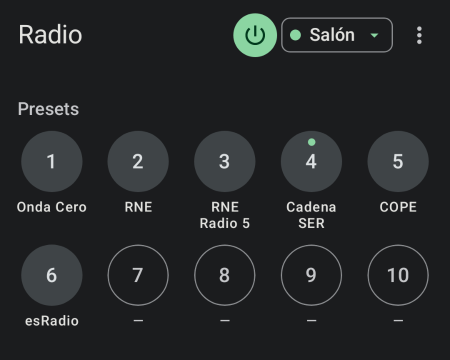 Radio
Salón
Presets
1 2 3 4 5
Onda Cero RNE RNE Cadena COPE
Radio 5 SER
6 7 8 9 10
esRadio – – – –